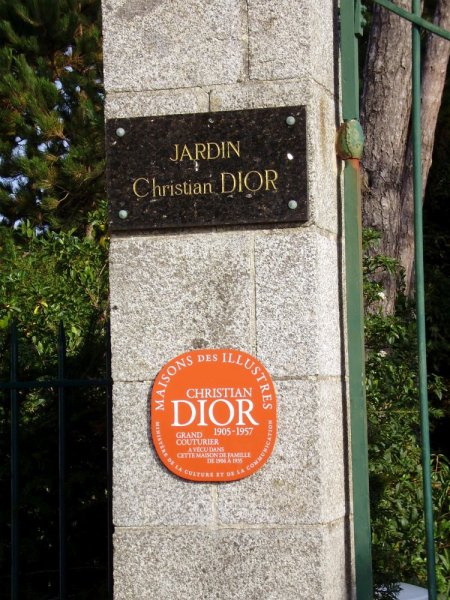 JARDIN
Christian DIOR
MAISONS DES ILLUSTRES
CHRISTIAN
DIOR
1905-1957
GRAND
COUTURIER
A VÉCU DANS
CETTE MAISON DE FAMILLE
DE 1906 À 1935
MINISTÈRE DE LA CULTURE ET DE LA COMMUNICATION